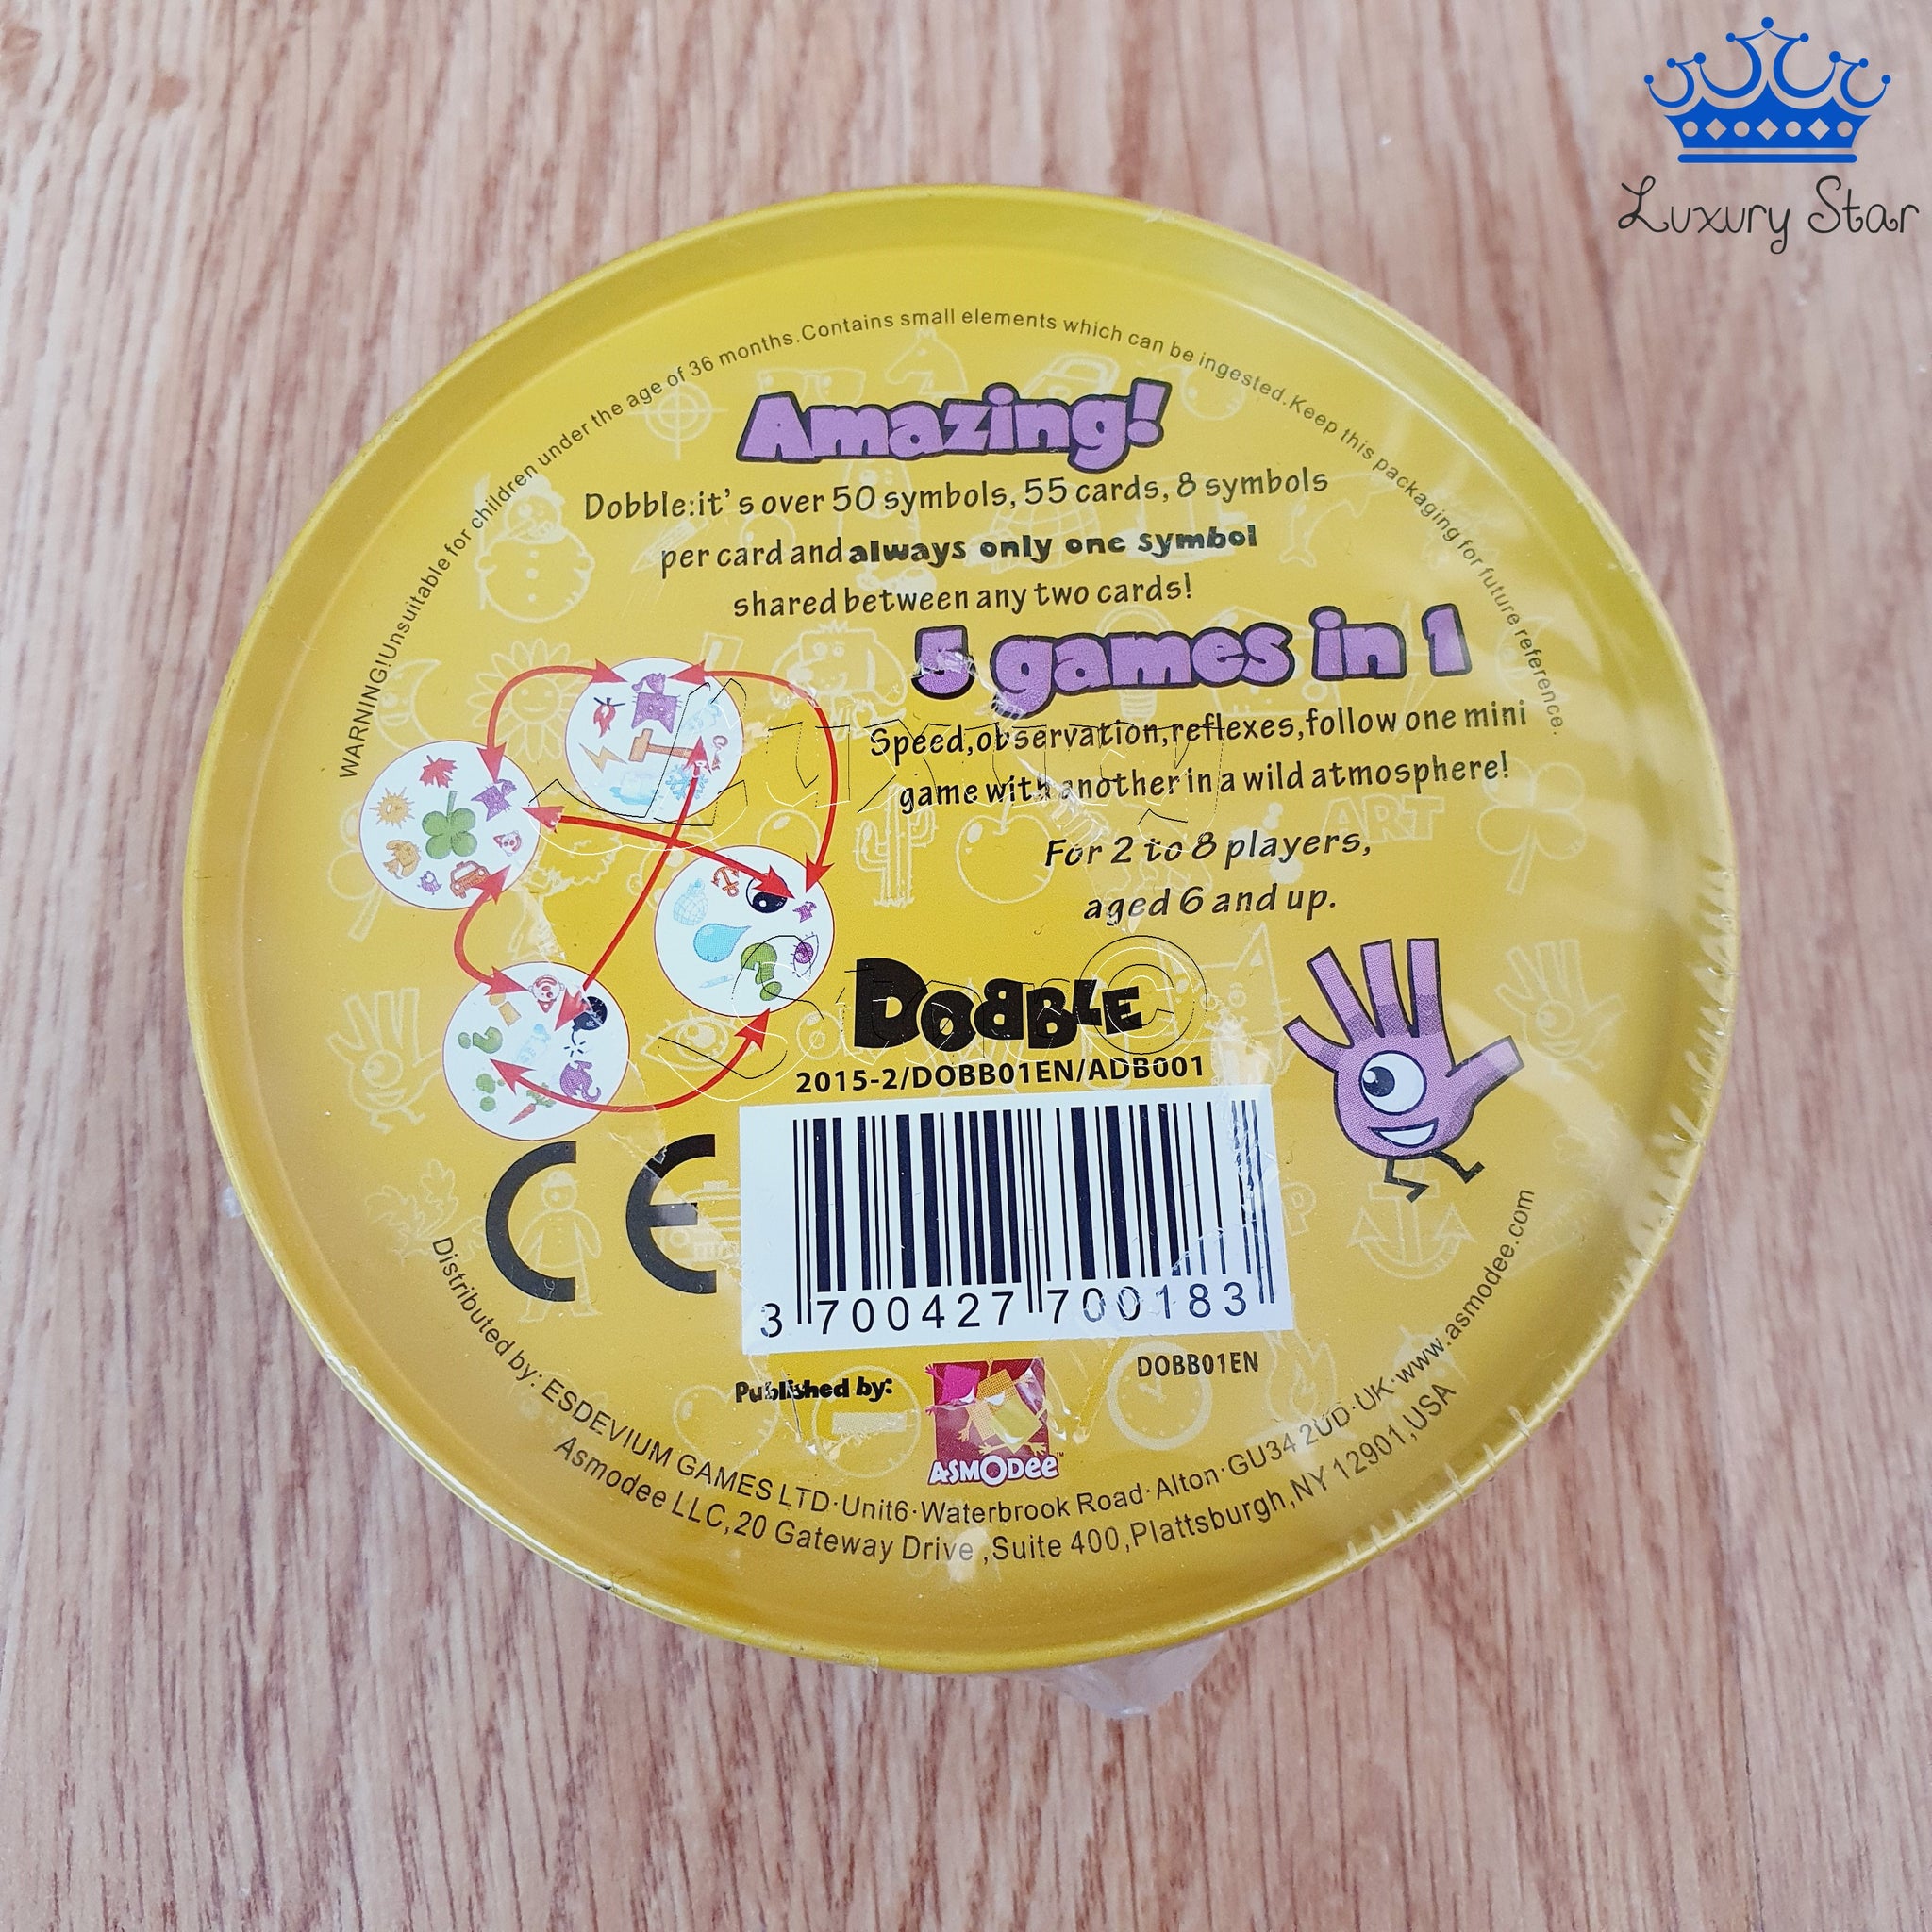 Luxury Star
WARNING!Unsuitable for children under the age of 36 months.Contains small elements which can be ingested.Keep this packaging for future reference.
Amazing!
Dobble:it's over 50 symbols, 55 cards, 8 symbols
per card and always only one symbol
shared between any two cards!
5 games in 1
Speed,observation,reflexes,follow one mini
game with another in a wild atmosphere!
For 2 to 8 players,
aged 6 and up.
ART
Luxury
Star ©
DOBBLE
2015-2/DOBB01EN/ADB001
CE
3 700427 700183
DOBB01EN
Published by:
ASMODee™
Distributed by: ESDEVIUM GAMES LTD·Unit6·Waterbrook Road·Alton·GU34 2UD·UK·www.asmodee.com
Asmodee LLC,20 Gateway Drive ,Suite 400,Plattsburgh,NY 12901,USA